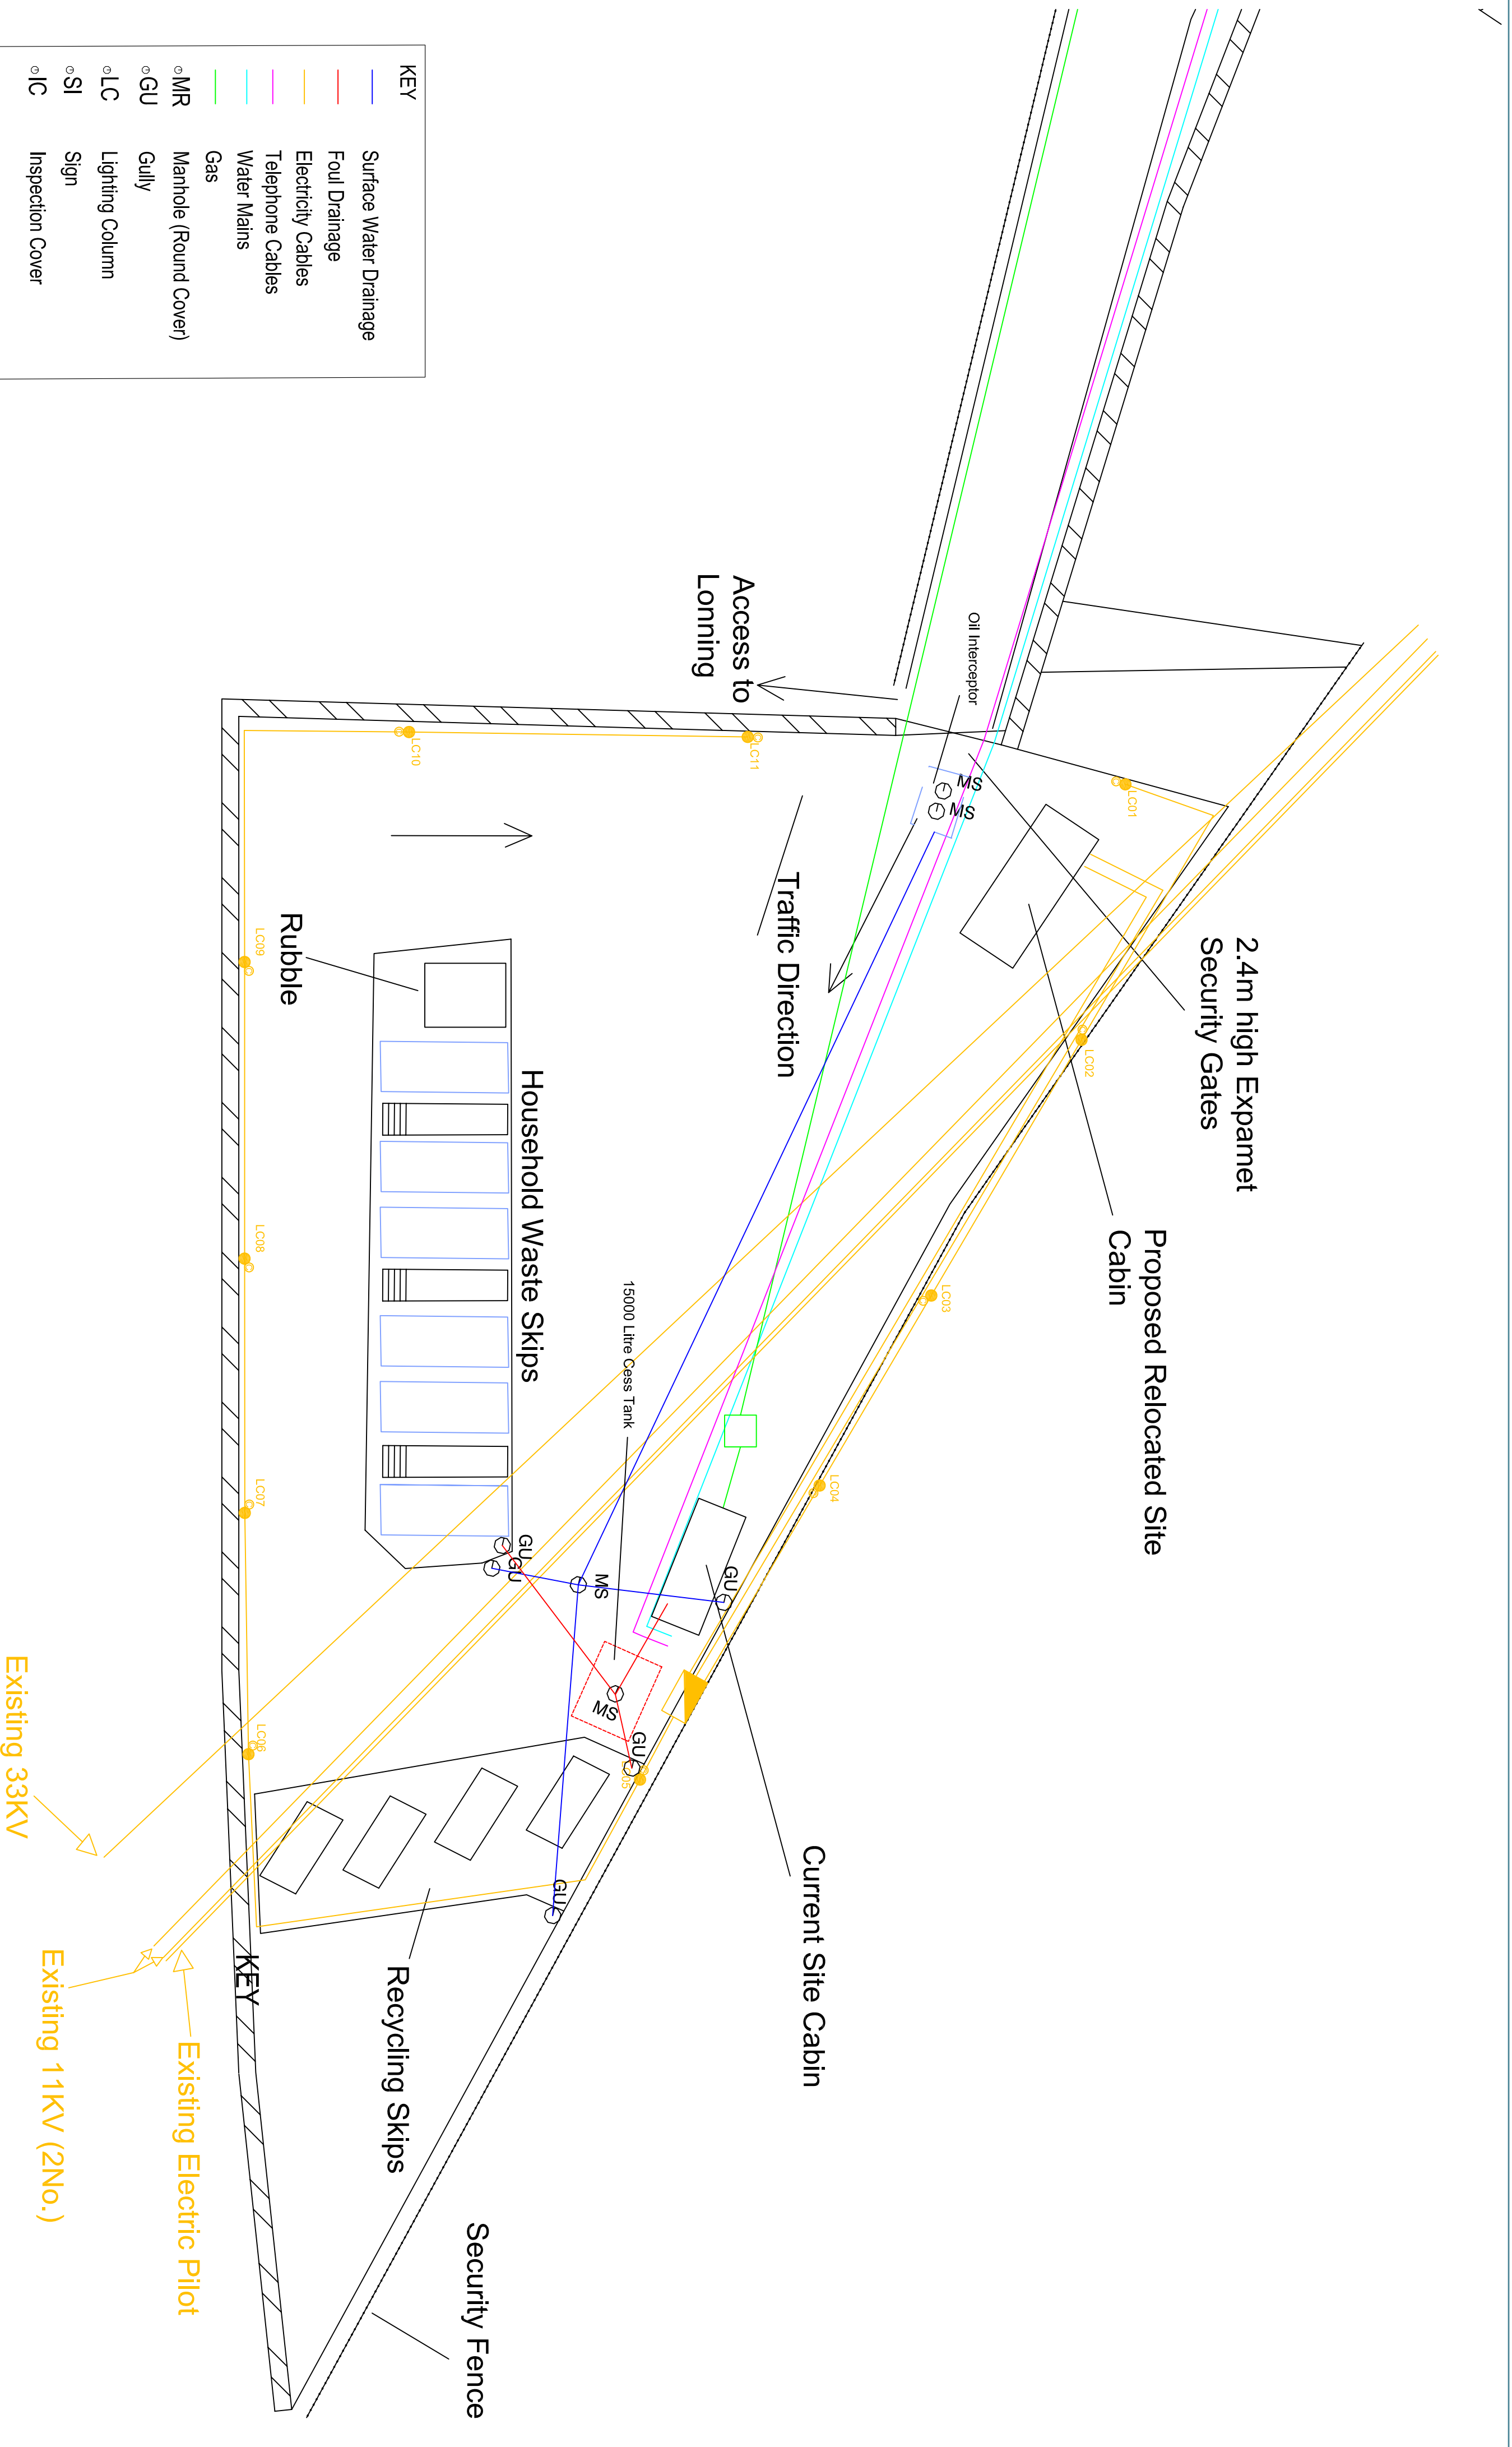 KEY
Surface Water Drainage
Foul Drainage
Electricity Cables
Telephone Cables
Water Mains
Gas
MR Manhole (Round Cover)
GU Gully
LC Lighting Column
SI Sign
IC Inspection Cover
2.4m high Expamet
Security Gates
Proposed Relocated Site
Cabin
Oil Interceptor
Access to
Lonning
MS
MS
Traffic Direction
Rubble
Household Waste Skips
15000 Litre Cess Tank
Current Site Cabin
Recycling Skips
Security Fence
KEY
GU
GU
MS
GU
MS
GU
GU
LC01
LC02
LC03
LC04
LC05
LC06
LC07
LC08
LC09
LC10
LC11
Existing Electric Pilot
Existing 11KV (2No.)
Existing 33KV